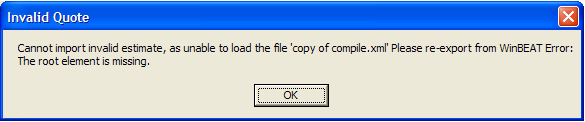 Invalid Quote
Cannot import invalid estimate, as unable to load the file 'copy of compile.xml' Please re-export from WinBEAT Error:
The root element is missing.
OK